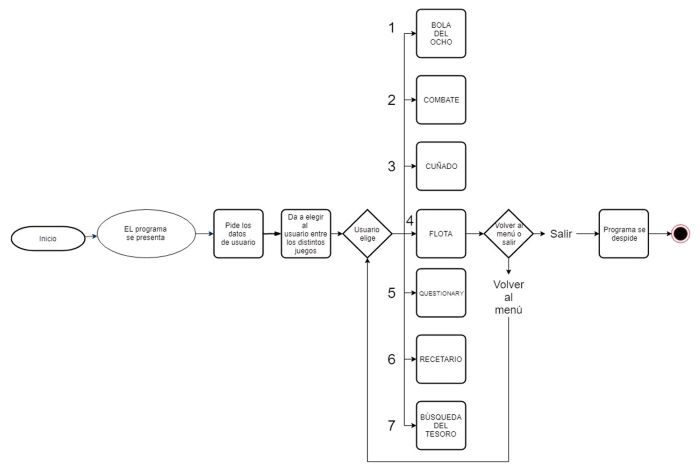 1
BOLA
DEL
OCHO
2
COMBATE
3
CUÑADO
Inicio
EL programa
se presenta
Pide los
datos
de usuario
Da a elegir
al
usuario entre
los distintos
juegos
Usuario
elige
4
FLOTA
Volver al
menú o
salir
Salir
Programa se
despide
Volver
al
menú
5
QUESTIONARY
6
RECETARIO
7
BÚSQUEDA
DEL
TESORO